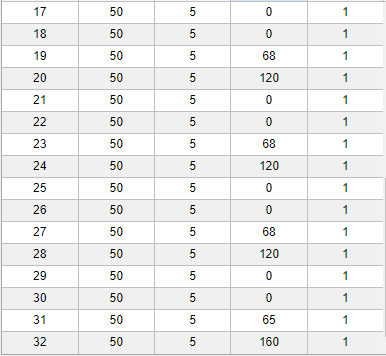 17 50 5 0 1
18 50 5 0 1
19 50 5 68 1
20 50 5 120 1
21 50 5 0 1
22 50 5 0 1
23 50 5 68 1
24 50 5 120 1
25 50 5 0 1
26 50 5 0 1
27 50 5 68 1
28 50 5 120 1
29 50 5 0 1
30 50 5 0 1
31 50 5 65 1
32 50 5 160 1